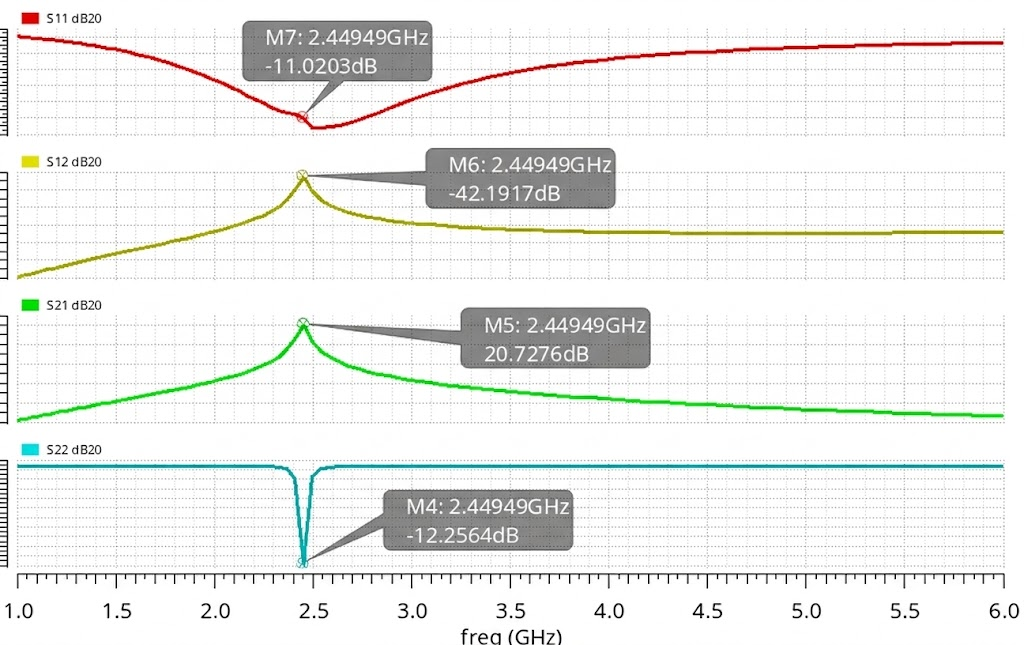 S11 dB20
M7: 2.44949GHz
-11.0203dB
S12 dB20
M6: 2.44949GHz
-42.1917dB
S21 dB20
M5: 2.44949GHz
20.7276dB
S22 dB20
M4: 2.44949GHz
-12.2564dB
1.0 1.5 2.0 2.5 3.0 3.5 4.0 4.5 5.0 5.5 6.0
freq (GHz)